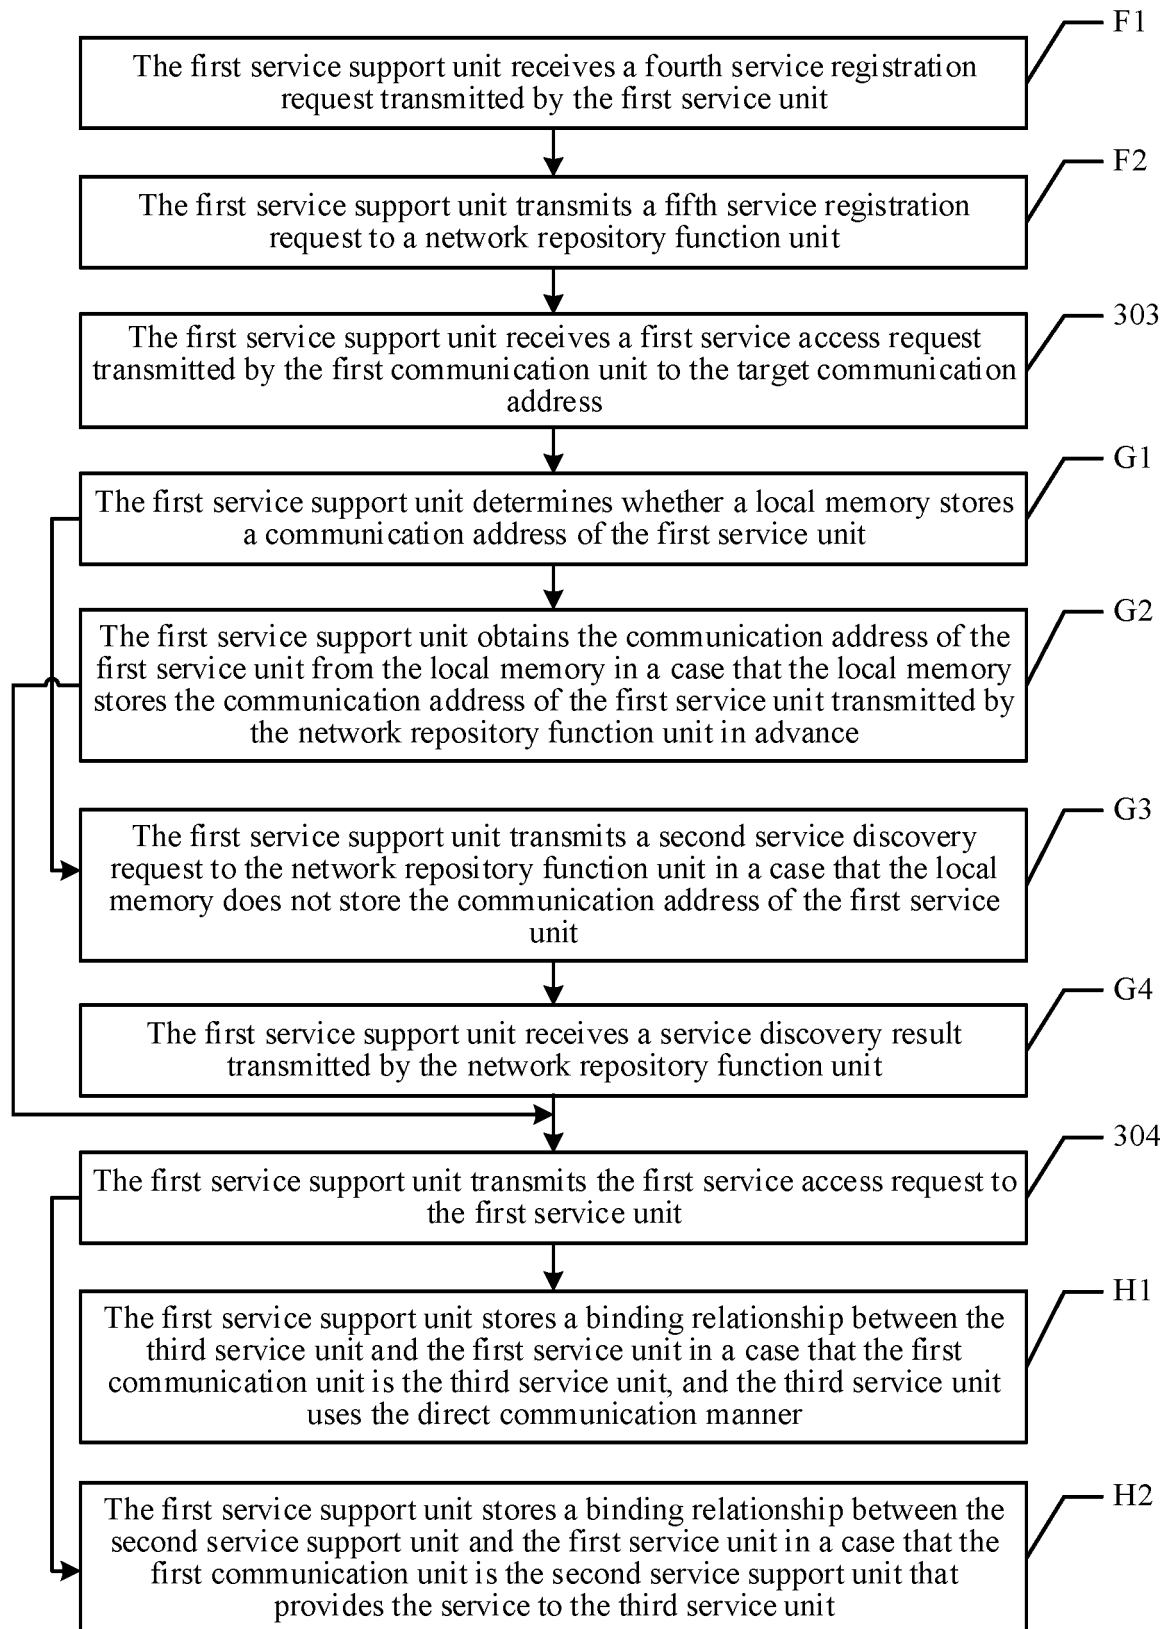 F1
The first service support unit receives a fourth service registration
request transmitted by the first service unit
F2
The first service support unit transmits a fifth service registration
request to a network repository function unit
303
The first service support unit receives a first service access request
transmitted by the first communication unit to the target communication
address
G1
The first service support unit determines whether a local memory stores
a communication address of the first service unit
G2
The first service support unit obtains the communication address of the
first service unit from the local memory in a case that the local memory
stores the communication address of the first service unit transmitted by
the network repository function unit in advance
G3
The first service support unit transmits a second service discovery
request to the network repository function unit in a case that the local
memory does not store the communication address of the first service
unit
G4
The first service support unit receives a service discovery result
transmitted by the network repository function unit
304
The first service support unit transmits the first service access request to
the first service unit
H1
The first service support unit stores a binding relationship between the
third service unit and the first service unit in a case that the first
communication unit is the third service unit, and the third service unit
uses the direct communication manner
H2
The first service support unit stores a binding relationship between the
second service support unit and the first service unit in a case that the
first communication unit is the second service support unit that
provides the service to the third service unit